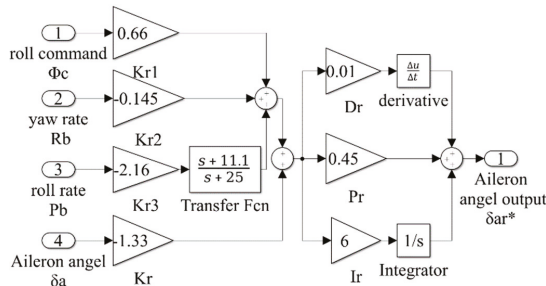 1
0.66
roll command
Φc
Kr1
2
-0.145
yaw rate
Rb
Kr2
3
-2.16
s + 11.1
s + 25
roll rate
Pb
Kr3
Transfer Fcn
4
-1.33
Aileron angel
δa
Kr
0.01
Δu
Δt
Dr
derivative
0.45
Pr
6
1/s
Ir
Integrator
1
Aileron
angel output
δar*